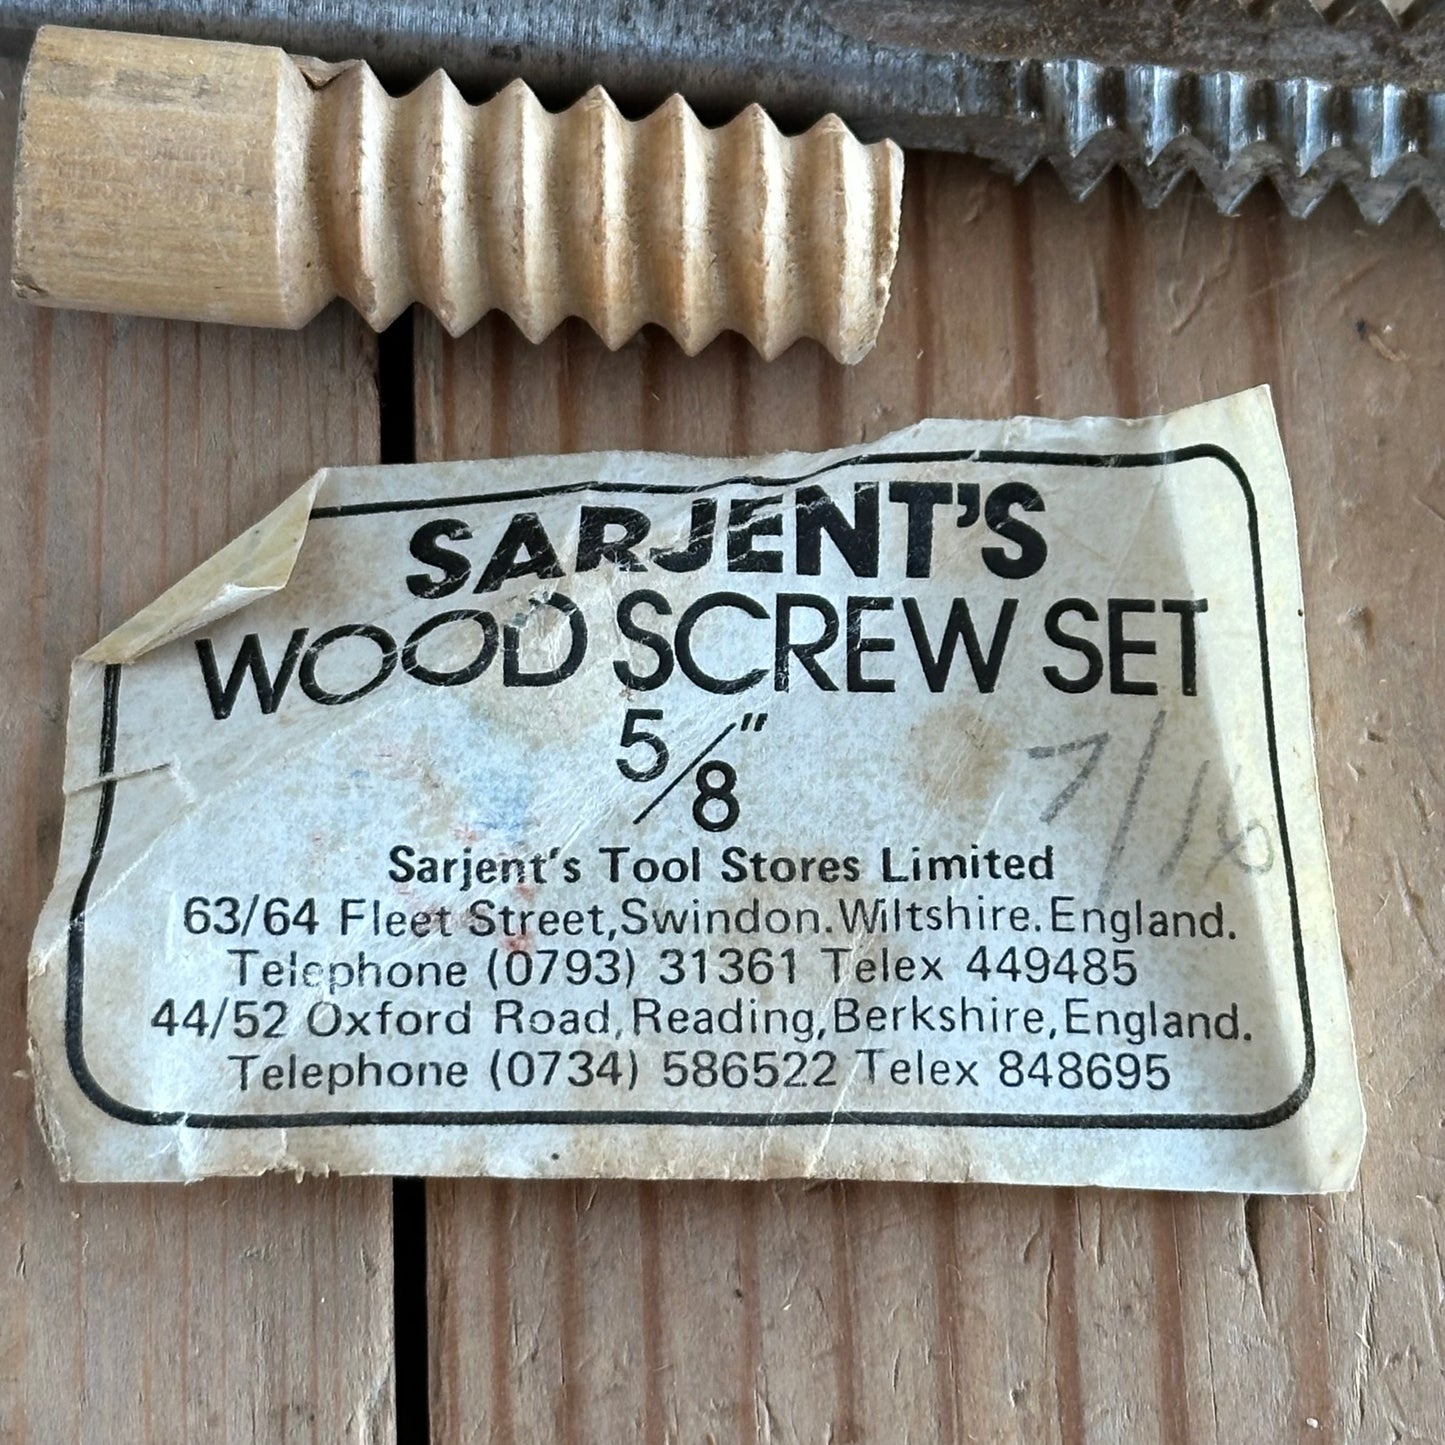 SARJENT'S
WOOD SCREW SET
5/8"
7/16
Sarjent's Tool Stores Limited
63/64 Fleet Street,Swindon.Wiltshire.England.
Telephone (0793) 31361 Telex 449485
44/52 Oxford Road,Reading,Berkshire,England.
Telephone (0734) 586522 Telex 848695